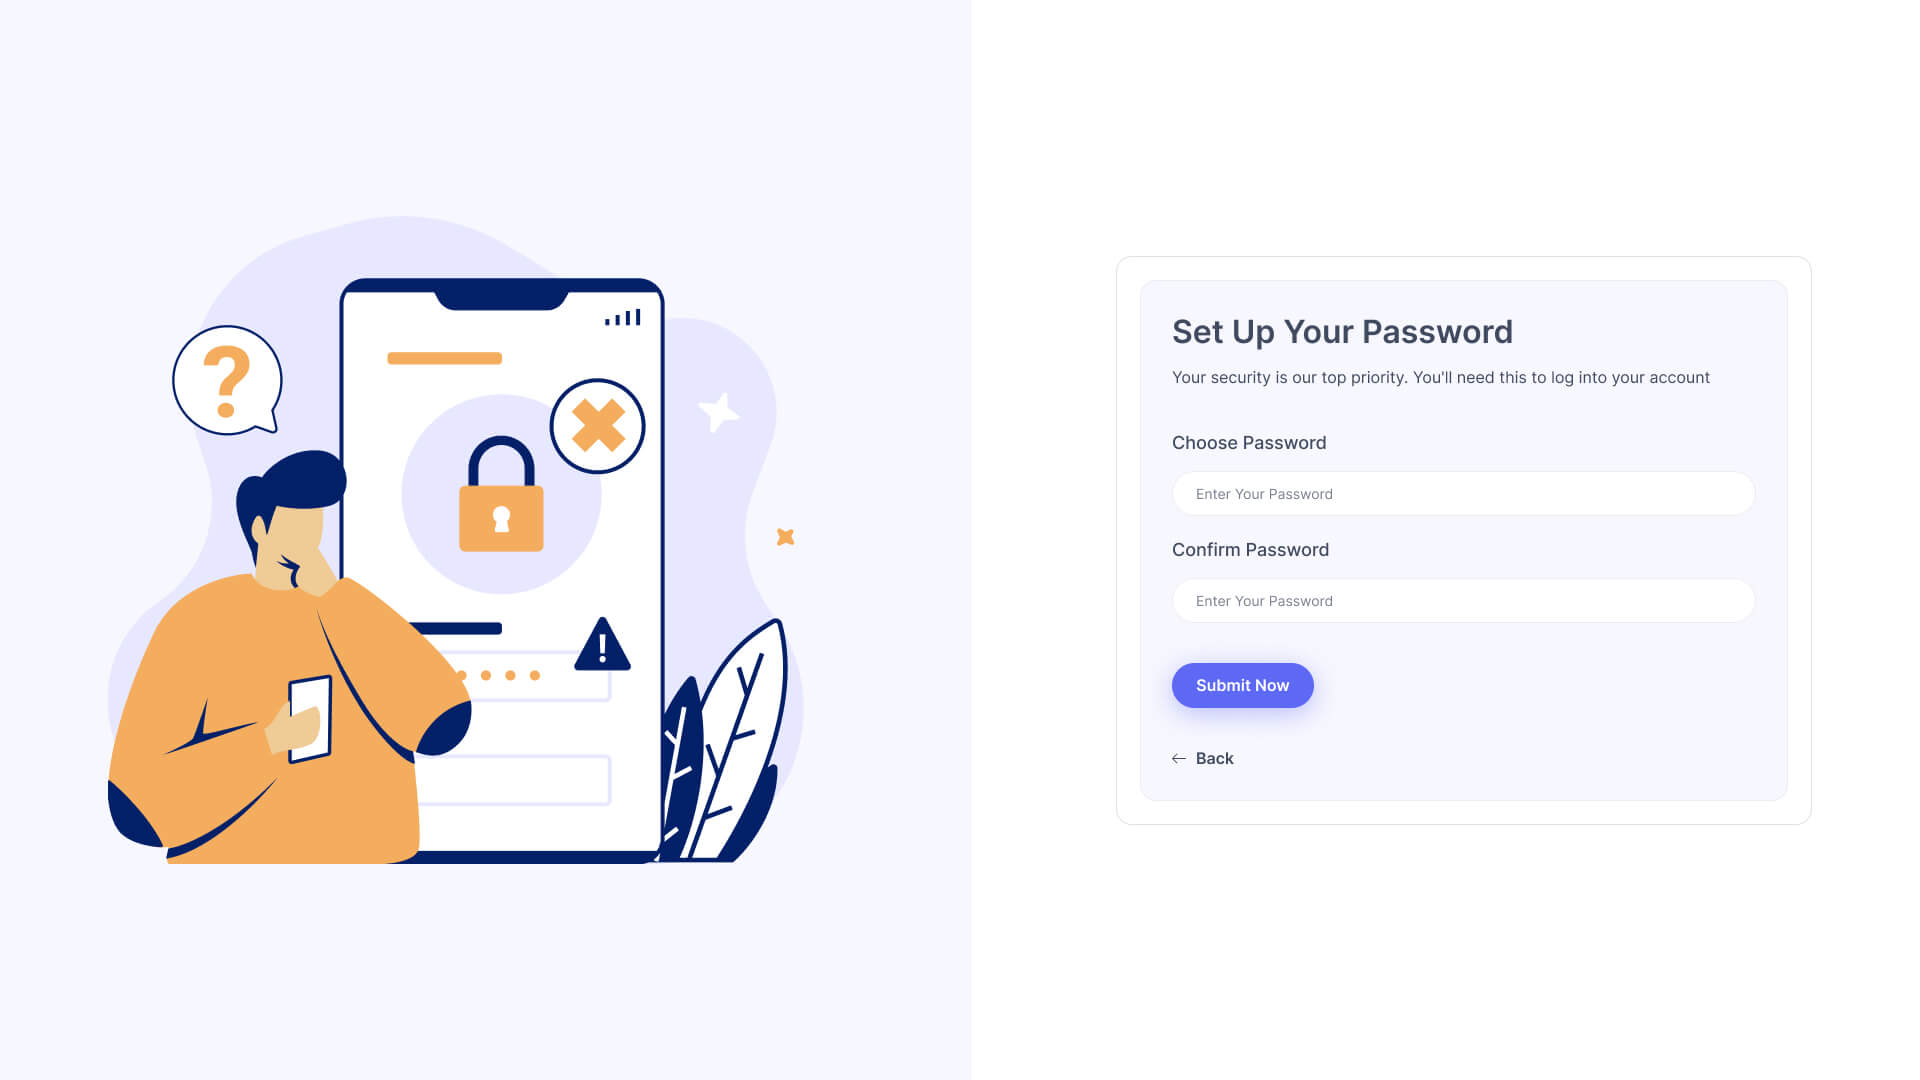 ?
!
Set Up Your Password
Your security is our top priority. You'll need this to log into your account
Choose Password
Enter Your Password
Confirm Password
Enter Your Password
Submit Now
Back